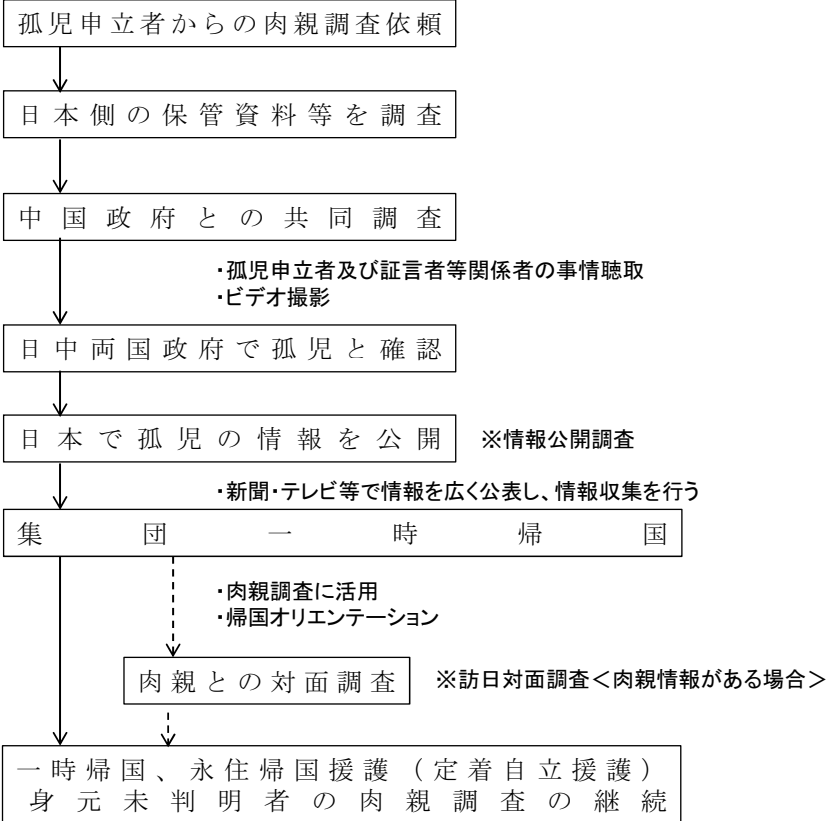 孤児申立者からの肉親調査依頼
日本側の保管資料等を調査
中国政府との共同調査
・孤児申立者及び証言者等関係者の事情聴取
・ビデオ撮影
日中両国政府で孤児と確認
日本で孤児の情報を公開 ※情報公開調査
・新聞・テレビ等で情報を広く公表し、情報収集を行う
集団一時帰国
・肉親調査に活用
・帰国オリエンテーション
肉親との対面調査 ※訪日対面調査＜肉親情報がある場合＞
一時帰国、永住帰国援護（定着自立援護）
身元未判明者の肉親調査の継続